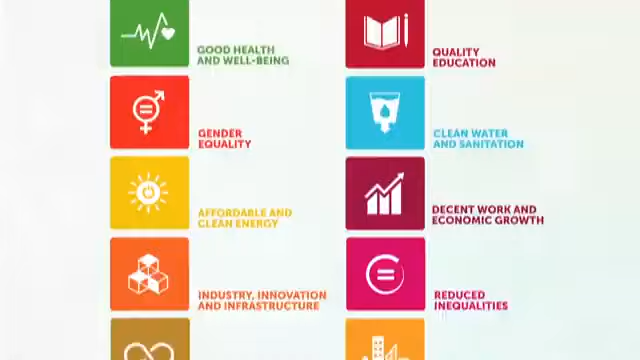 GOOD HEALTH
AND WELL-BEING
QUALITY
EDUCATION
GENDER
EQUALITY
CLEAN WATER
AND SANITATION
AFFORDABLE AND
CLEAN ENERGY
DECENT WORK AND
ECONOMIC GROWTH
INDUSTRY, INNOVATION
AND INFRASTRUCTURE
REDUCED
INEQUALITIES